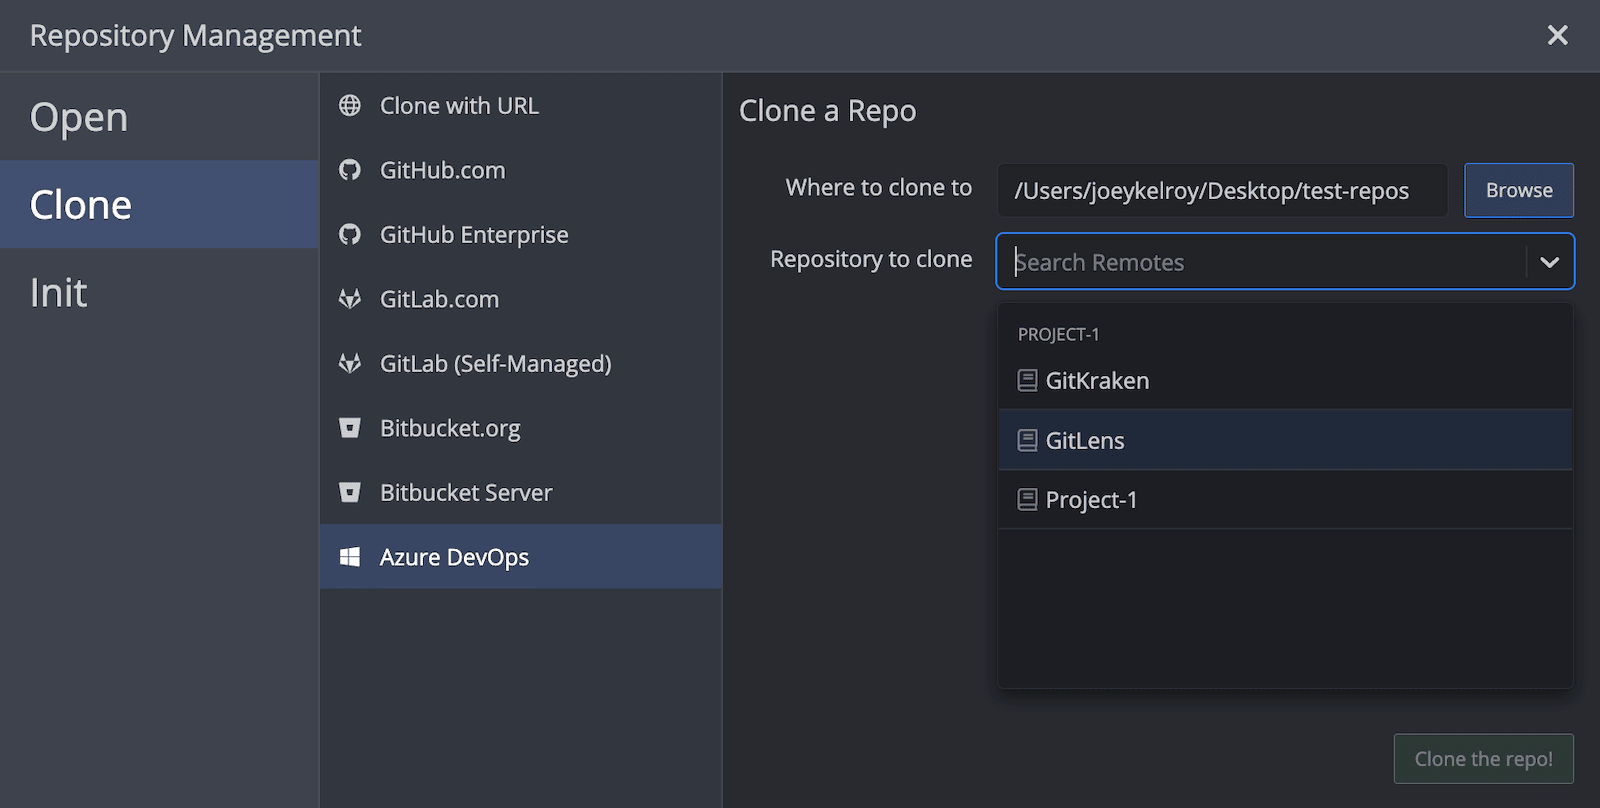 Repository Management
Open
Clone
Init
Clone with URL
GitHub.com
GitHub Enterprise
GitLab.com
GitLab (Self-Managed)
Bitbucket.org
Bitbucket Server
Azure DevOps
Clone a Repo
Where to clone to /Users/joeykelroy/Desktop/test-repos Browse
Repository to clone Search Remotes
PROJECT-1
GitKraken
GitLens
Project-1
Clone the repo!